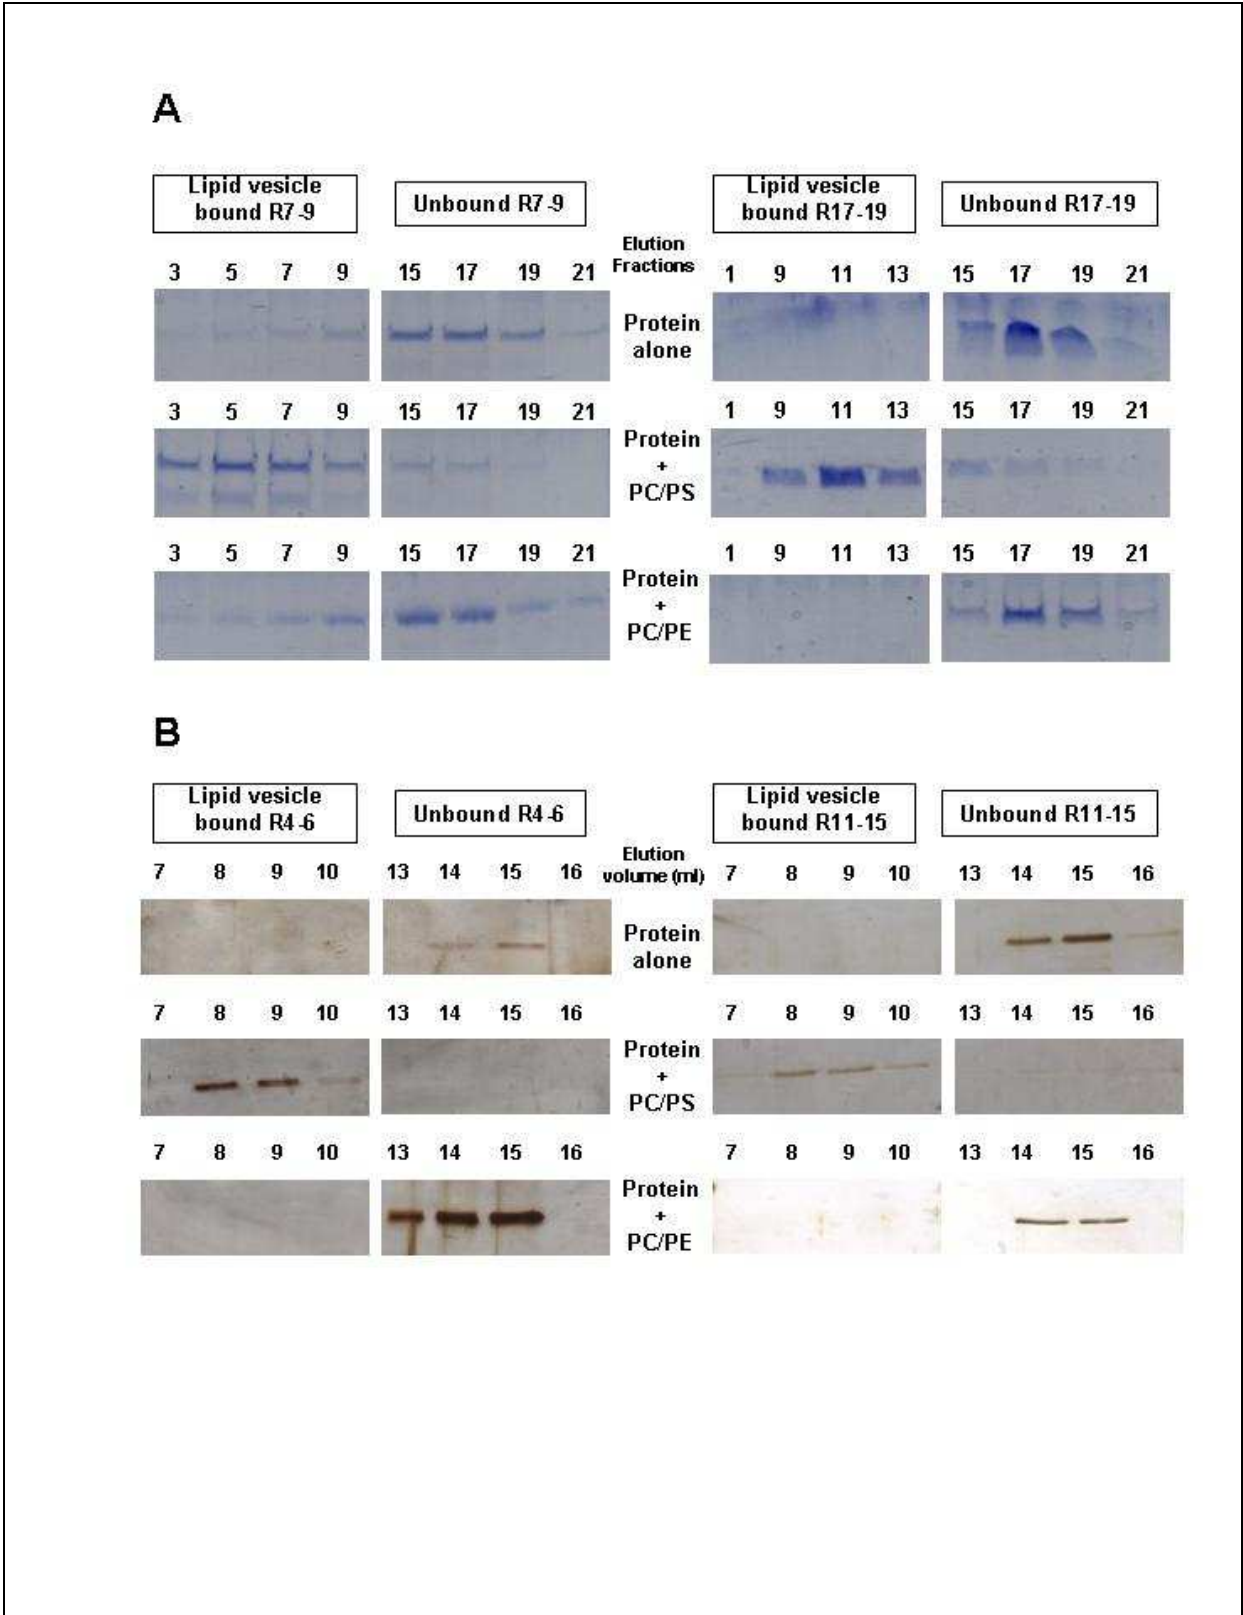 A
Lipid vesicle
bound R7-9
Unbound R7-9
Lipid vesicle
bound R17-19
Unbound R17-19
Elution
Fractions
3 5 7 9 15 17 19 21 1 9 11 13 15 17 19 21
Protein
alone
3 5 7 9 15 17 19 21 1 9 11 13 15 17 19 21
Protein
+
PC/PS
3 5 7 9 15 17 19 21 1 9 11 13 15 17 19 21
Protein
+
PC/PE
B
Lipid vesicle
bound R4-6
Unbound R4-6
Lipid vesicle
bound R11-15
Unbound R11-15
Elution
volume (ml)
7 8 9 10 13 14 15 16 7 8 9 10 13 14 15 16
Protein
alone
7 8 9 10 13 14 15 16 7 8 9 10 13 14 15 16
Protein
+
PC/PS
7 8 9 10 13 14 15 16 7 8 9 10 13 14 15 16
Protein
+
PC/PE